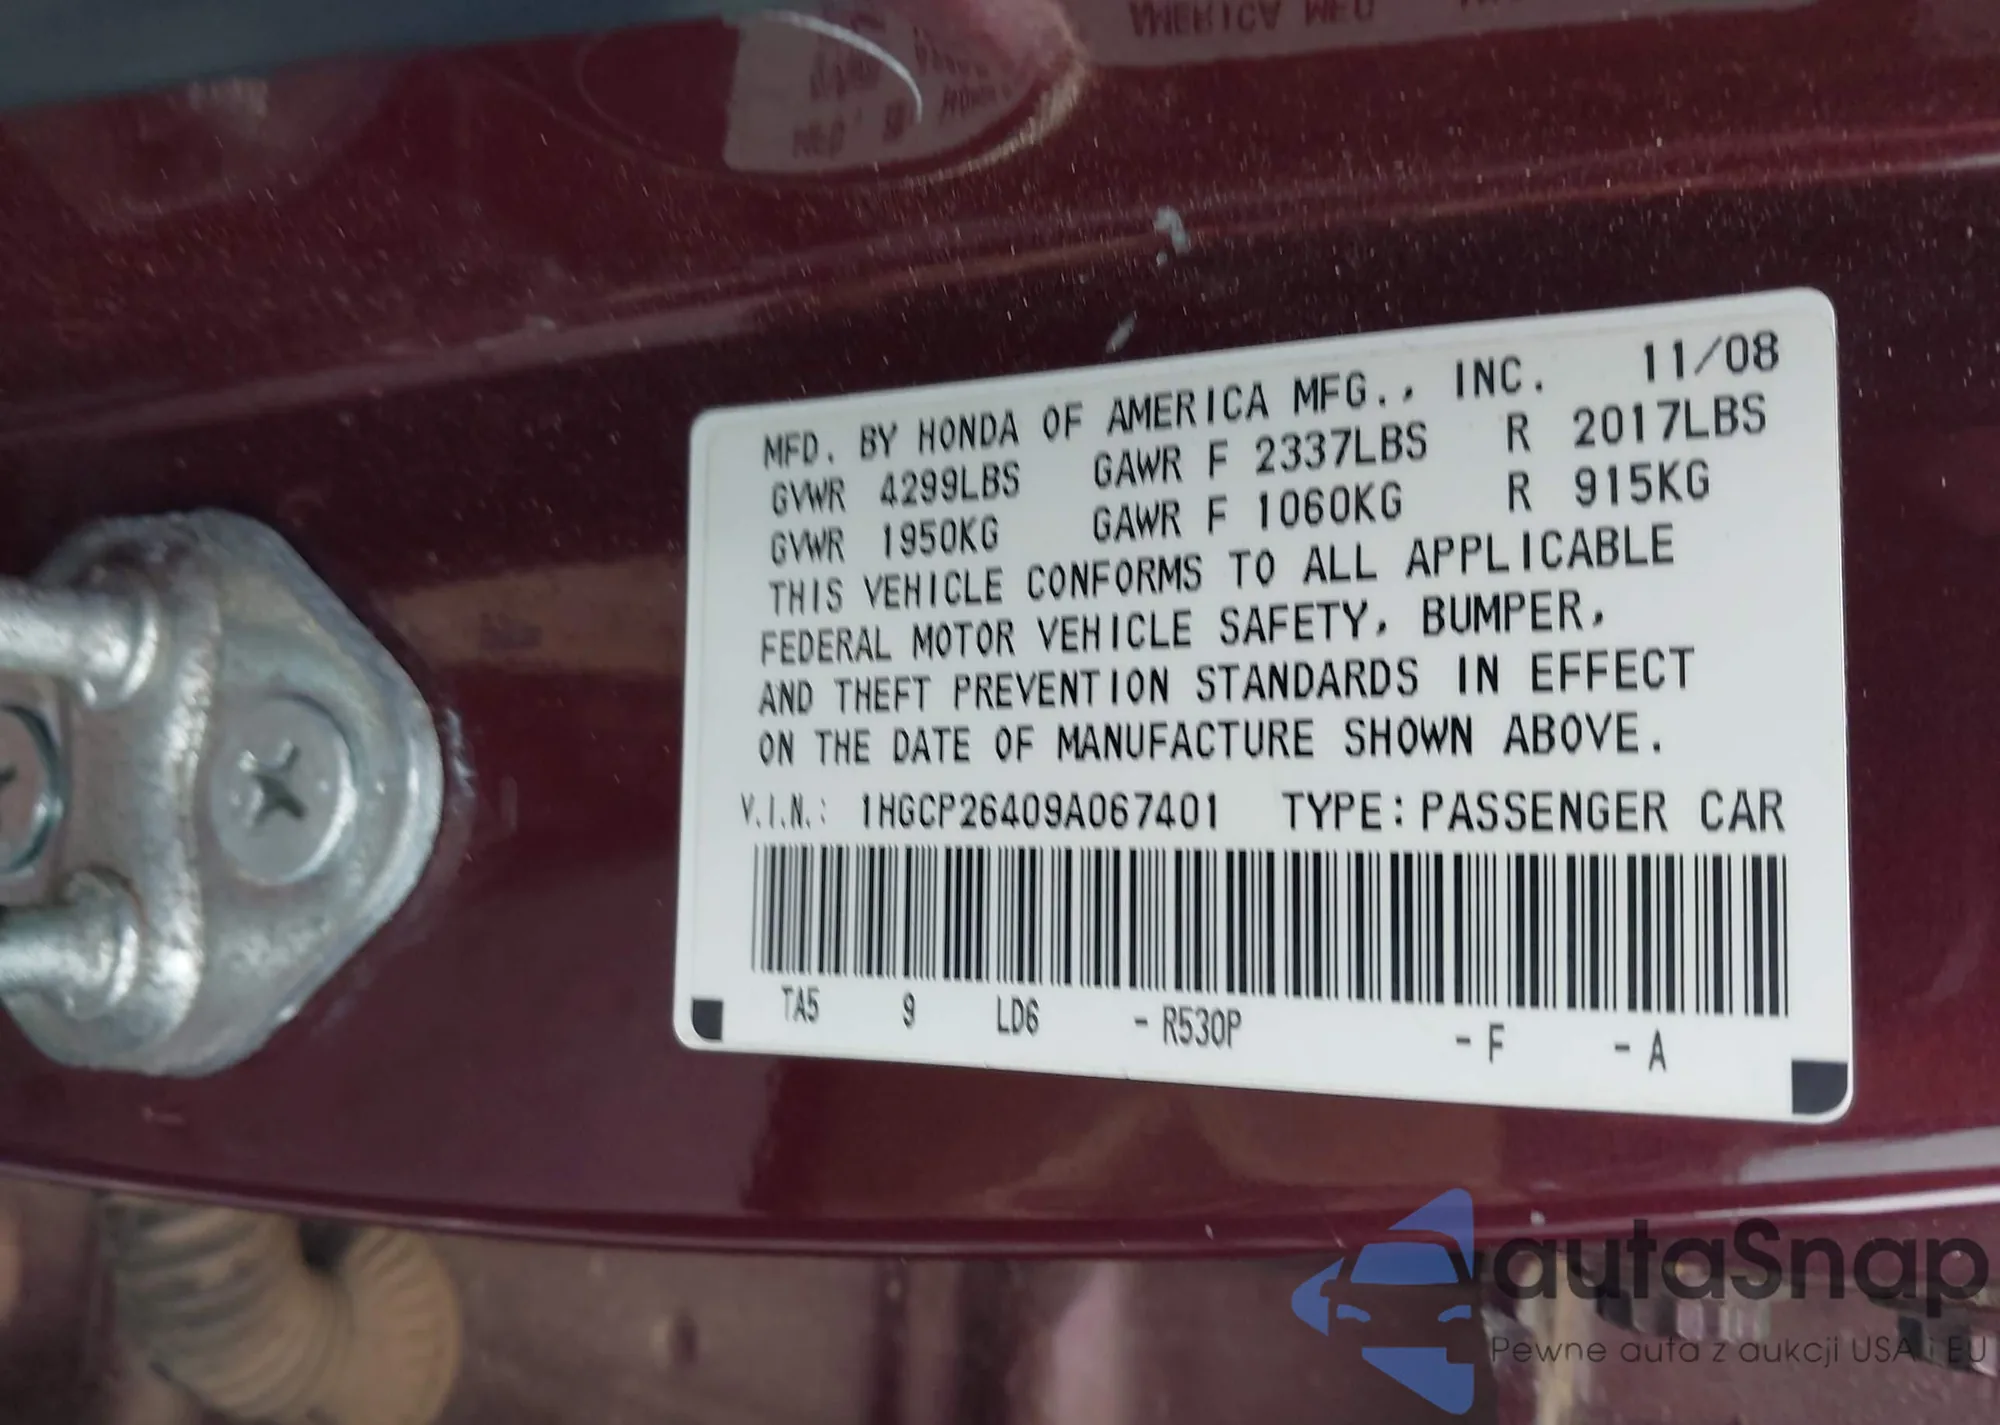 MFD. BY HONDA OF AMERICA MFG., INC. 11/08
GVWR 4299LBS GAWR F 2337LBS R 2017LBS
GVWR 1950KG GAWR F 1060KG R 915KG
THIS VEHICLE CONFORMS TO ALL APPLICABLE
FEDERAL MOTOR VEHICLE SAFETY, BUMPER,
AND THEFT PREVENTION STANDARDS IN EFFECT
ON THE DATE OF MANUFACTURE SHOWN ABOVE.
V.I.N.: 1HGCP26409A067401 TYPE: PASSENGER CAR
TA5 9 LD6 -R530P -F -A
autaSnap
Pewne auta z aukcji USA i EU